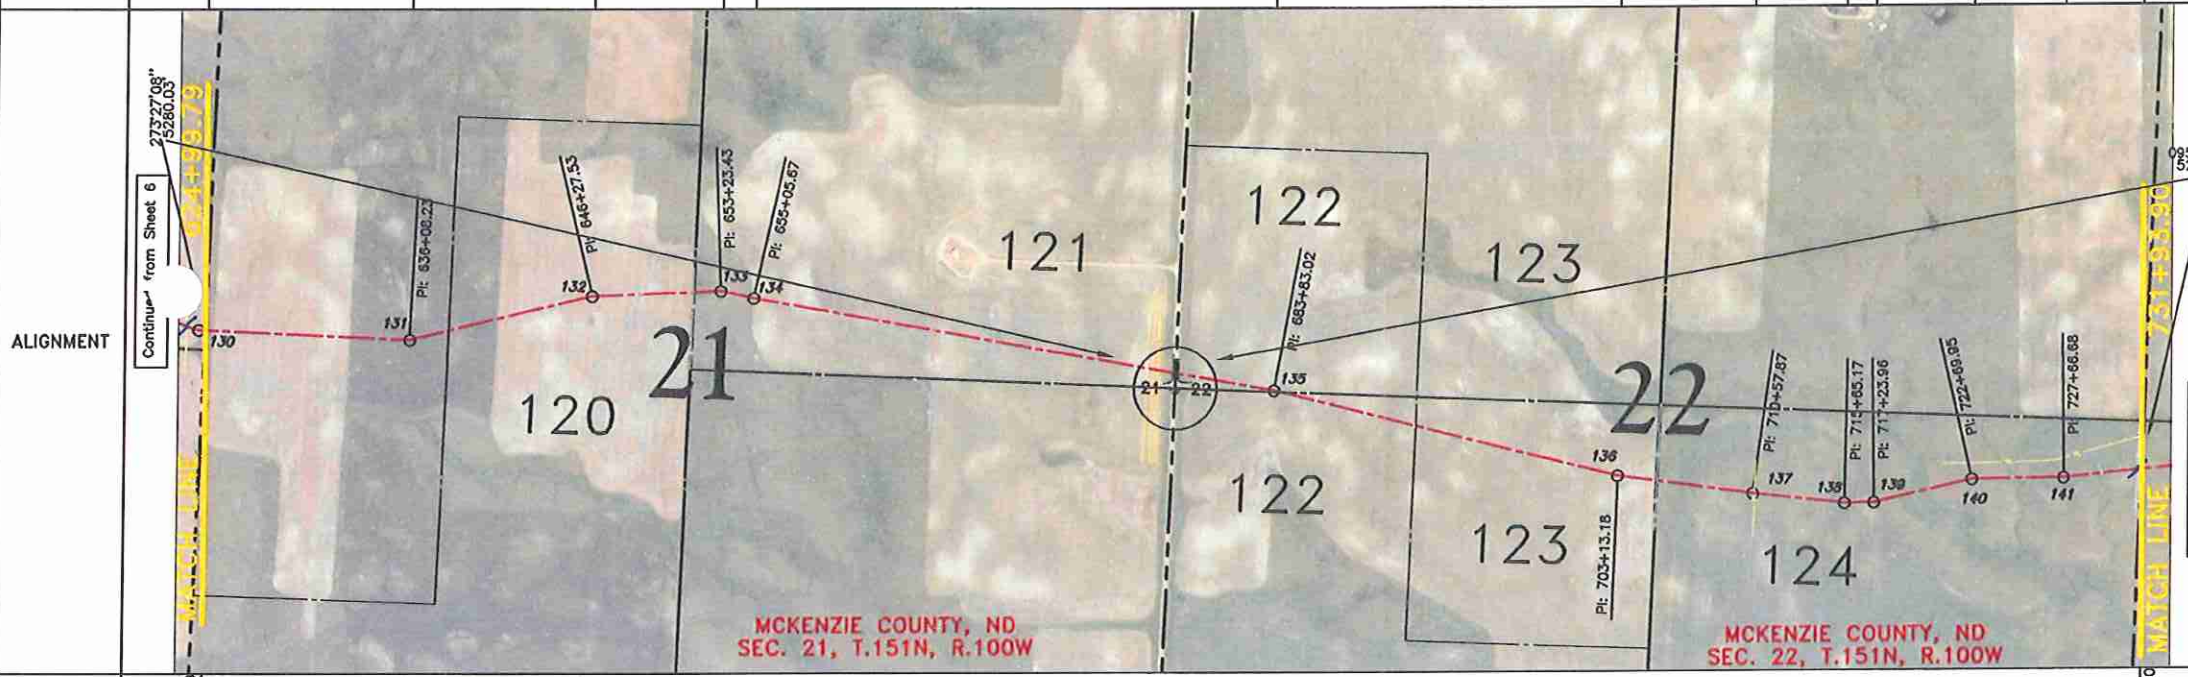 ALIGNMENT
Continued from Sheet 6
273°27'08"
5280.03'
MATCH LINE 624+99.79
130
131
PI: 636+08.23
132
PI: 646+27.53
133
PI: 653+23.43
134
PI: 655+05.67
120
21
121
21 22
122
122
135
PI: 683+83.02
123
123
136
PI: 703+13.18
22
137
PI: 710+57.87
138
PI: 715+65.17
139
PI: 717+23.96
140
PI: 722+69.95
141
PI: 727+66.68
124
MATCH LINE 731+93.90
MCKENZIE COUNTY, ND
SEC. 21, T.151N, R.100W
MCKENZIE COUNTY, ND
SEC. 22, T.151N, R.100W